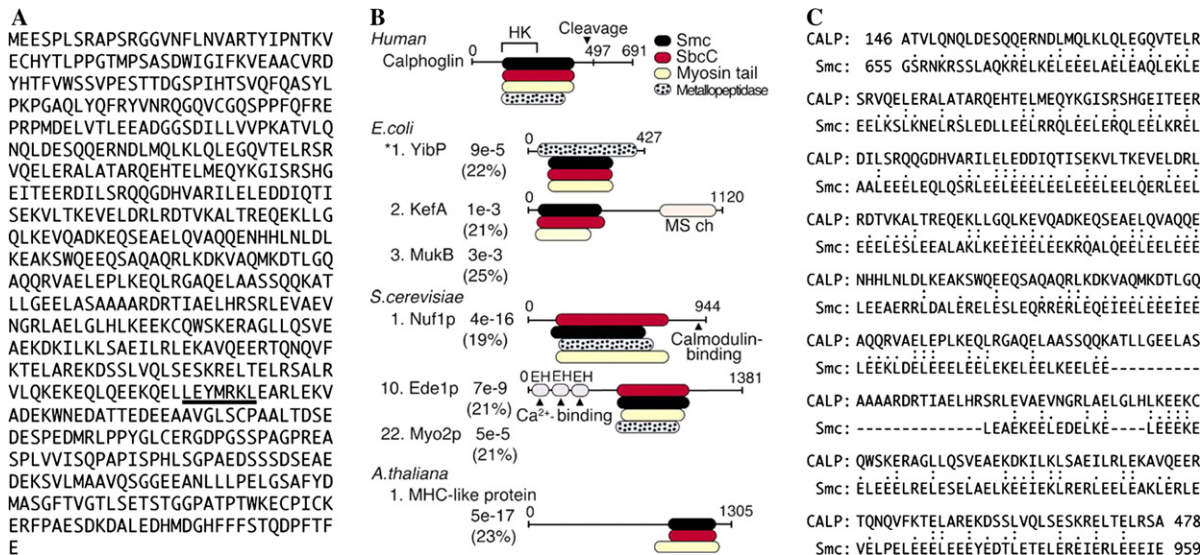 A
MEESPLSRAPSRGGVNFLNVARTYIPNTKV
ECHYTLPPGTMPSASDWIGIFKVEAACVRD
YHTFVWSSVPESTTDGSPIHTSVQFQASYL
PKPGAQLYQFRYVNRQGQVCGQSPPFQFRE
PRPMDELVTLEEADGGSDILLVVPKATVLQ
NQLDESQQERNDLMQLKLQLEGQVTELRSR
VQELERALATARQEHTELMEQYKGISRSHG
EITEERDILSRQQGDHVARILELEDDIQTI
SEKVLTKEVELDRLRDTVKALTREQEKLLG
QLKEVQADKEQSEAELQVAQQENHHLNLDL
KEAKSWQEEQSAQAQRLKDKVAQMKDTLGQ
AQQRVAELEPLKEQLRGAQELAASSQQKAT
LLGEELASAAAARDRTIAELHRSRLEVAEV
NGRLAELGLHLKEEKCQWSKERAGLLQSVE
AEKDKILKLSAEILRLEKAVQEERTQNQVF
KTELAREKDSSLVQLSESKRELTELRSALR
VLQKEKEQLQEEKQELLEYMRKLEARLEKV
ADEKWNEDATTEDEEAAVGLSCPAALTDSE
DESPEDMRLPPYGLCERGDPGSSPAGPREA
SPLVVISQPAPISPHLSGPAEDSSSDSEAE
DEKSVLMAAVQSGGEEANLLLPELGSAFYD
MASGFTVGTLSETSTGGPATPTWKECPICK
ERFPAESDKDALEDHMDGHFFFSTQDPFTF
E
B
Human
Calphoglin
0
HK
Cleavage
497
691
Smc
SbcC
Myosin tail
Metallopeptidase
E.coli
*1. YibP
9e-5
(22%)
0
427
2. KefA
1e-3
(21%)
0
1120
MS ch
3. MukB
3e-3
(25%)
S.cerevisiae
1. Nuf1p
4e-16
(19%)
0
944
Calmodulin-
binding
10. Ede1p
7e-9
(21%)
0
EH
EH
EH
1381
Ca2+- binding
22. Myo2p
5e-5
(21%)
A.thaliana
1. MHC-like protein
5e-17
(23%)
0
1305
C
CALP: 146 ATVLQNQLDESQQERNDLMQLKLQLEGQVTELR
Smc: 655 GSRNKRSSLAQKRELKELEEELAELEAQLEKLE
CALP: SRVQELERALATARQEHTELMEQYKGISRSHGEITEER
Smc: EELKSLKNELRSLEDLLEELRRQLEELERQLEELKREL
CALP: DILSRQQGDHVARILELEDDIQTISEKVLTKEVELDRL
Smc: AALEEELEQLQSRLEELEEELEELEEELEELQERLEEL
CALP: RDTVKALTREQEKLLGQLKEVQADKEQSEAELQVAQQE
Smc: EEELESLEEALAKLKEEIEELEEKRQALQEELEELEEE
CALP: NHHLNLDLKEAKSWQEEQSAQAQRLKDKVAQMKDTLGQ
Smc: LEEAERRLDALERELESLEQRRERLEQEIEELEEEIEE
CALP: AQQRVAELEPLKEQLRGAQELAASSQQKATLLGEELAS
Smc: LEEKLDELEEELEELEKELEELKEELEE----------
CALP: AAAARDRTIAELHRSRLEVAEVNGRLAELGLHLKEEKC
Smc: ---------------LEAEKEELEDELKE----LEEEKE
CALP: QWSKERAGLLQSVEAEKDKILKLSAEILRLEKAVQEER
Smc: ELEEELRELESELAELKEEIEKLRERLEELEAKLERLE
CALP: TQNQVFKTELAREKDSSLVQLSESKRELTELRSA 478
Smc: VELPELEEELEEEYEDTLETELEREIERLEEEIE 959